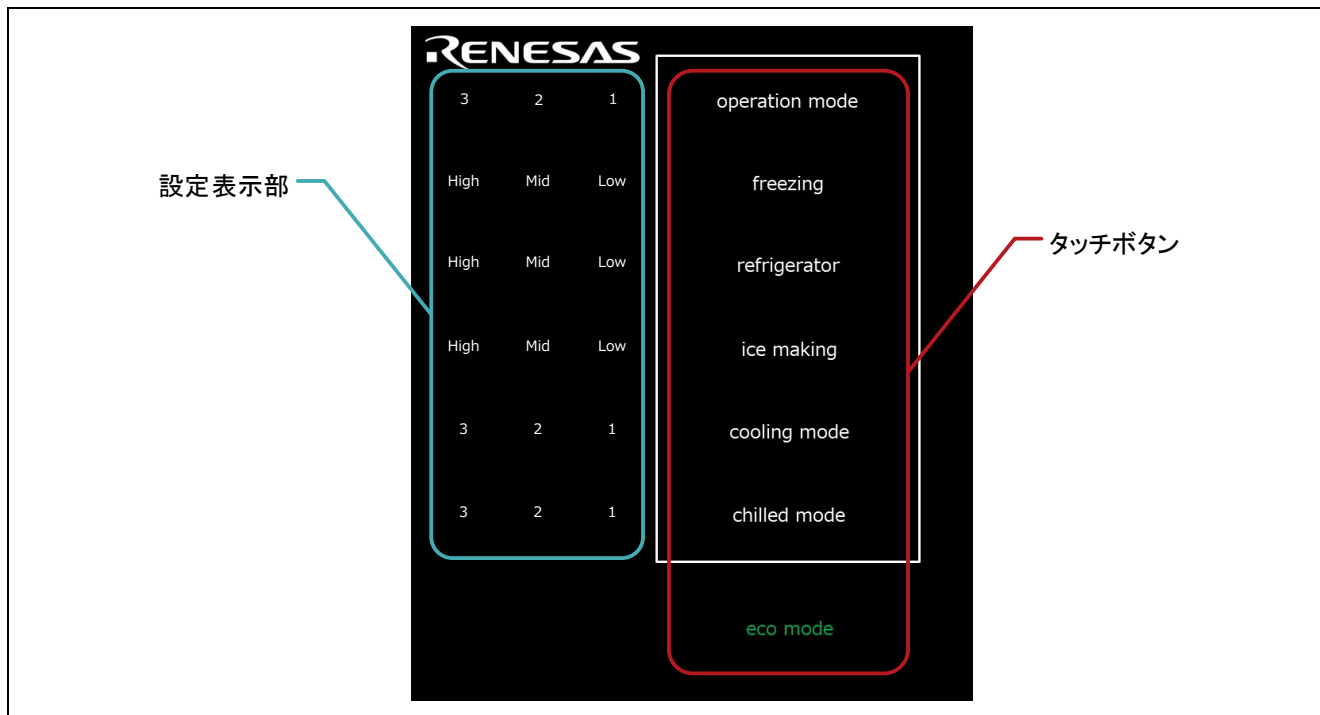 RENESAS
3 2 1 operation mode
High Mid Low freezing
設定表示部
タッチボタン
High Mid Low refrigerator
High Mid Low ice making
3 2 1 cooling mode
3 2 1 chilled mode
eco mode